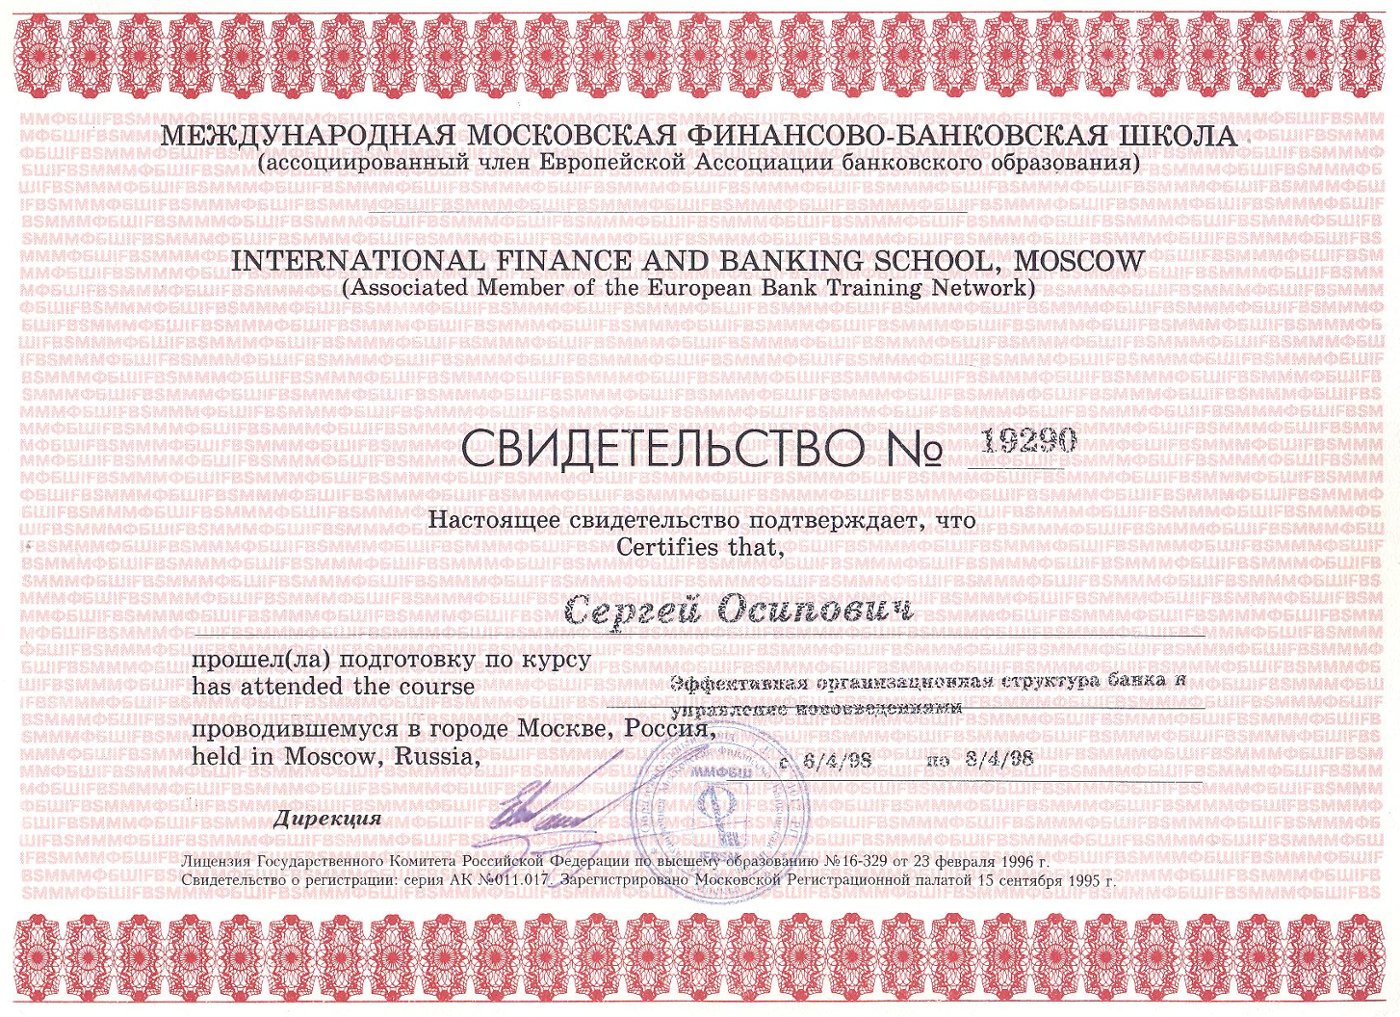 МЕЖДУНАРОДНАЯ МОСКОВСКАЯ ФИНАНСОВО-БАНКОВСКАЯ ШКОЛА
(ассоциированный член Европейской Ассоциации банковского образования)
INTERNATIONAL FINANCE AND BANKING SCHOOL, MOSCOW
(Associated Member of the European Bank Training Network)
СВИДЕТЕЛЬСТВО № 19290
Настоящее свидетельство подтверждает, что
Certifies that,
Сергей Осипович
прошел(ла) подготовку по курсу
has attended the course
Эффективная организационная структура банка и
управление нововведениями
проводившемуся в городе Москве, Россия,
held in Moscow, Russia,
с 6/4/98 по 8/4/98
ММФБШ
Дирекция
Лицензия Государственного Комитета Российской Федерации по высшему образованию №16-329 от 23 февраля 1996 г.
Свидетельство о регистрации: серия АК №011.017. Зарегистрировано Московской Регистрационной палатой 15 сентября 1995 г.